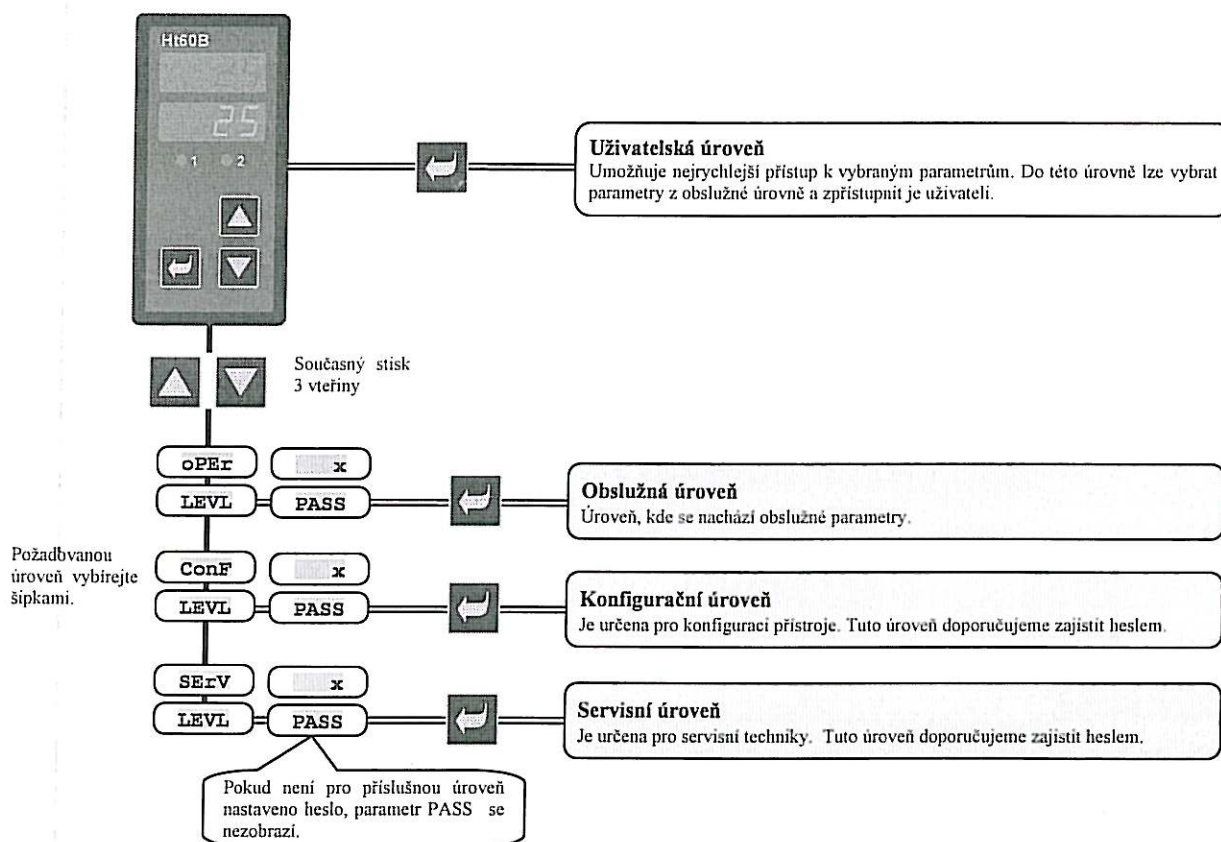 Ht60B
25
1 2
Uživatelská úroveň
Umožňuje nejrychlejší přístup k vybraným parametrům. Do této úrovně lze vybrat
parametry z obslužné úrovně a zpřístupnit je uživateli.
Současný stisk
3 vteřiny
oPEr x
LEVL PASS
Obslužná úroveň
Úroveň, kde se nachází obslužné parametry.
Požadovanou
úroveň vybírejte
šipkami.
ConF x
LEVL PASS
Konfigurační úroveň
Je určena pro konfiguraci přístroje. Tuto úroveň doporučujeme zajistit heslem.
SErV x
LEVL PASS
Servisní úroveň
Je určena pro servisní techniky. Tuto úroveň doporučujeme zajistit heslem.
Pokud není pro příslušnou úroveň
nastaveno heslo, parametr PASS se
nezobrazí.